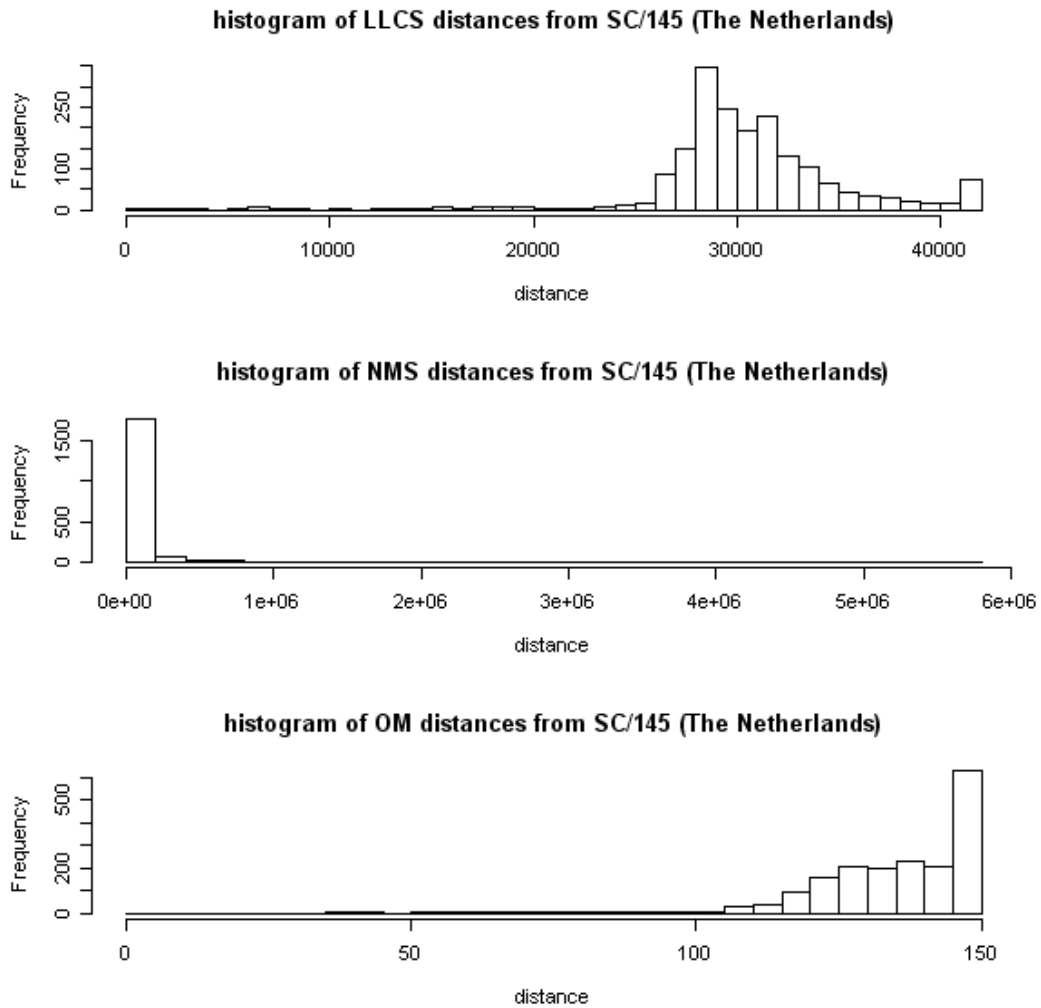 histogram of LLCS distances from SC/145 (The Netherlands)
Frequency
0 100 250
0 10000 20000 30000 40000
distance
histogram of NMS distances from SC/145 (The Netherlands)
Frequency
0 500 1500
0e+00 1e+06 2e+06 3e+06 4e+06 5e+06 6e+06
distance
histogram of OM distances from SC/145 (The Netherlands)
Frequency
0 200 500
0 50 100 150
distance